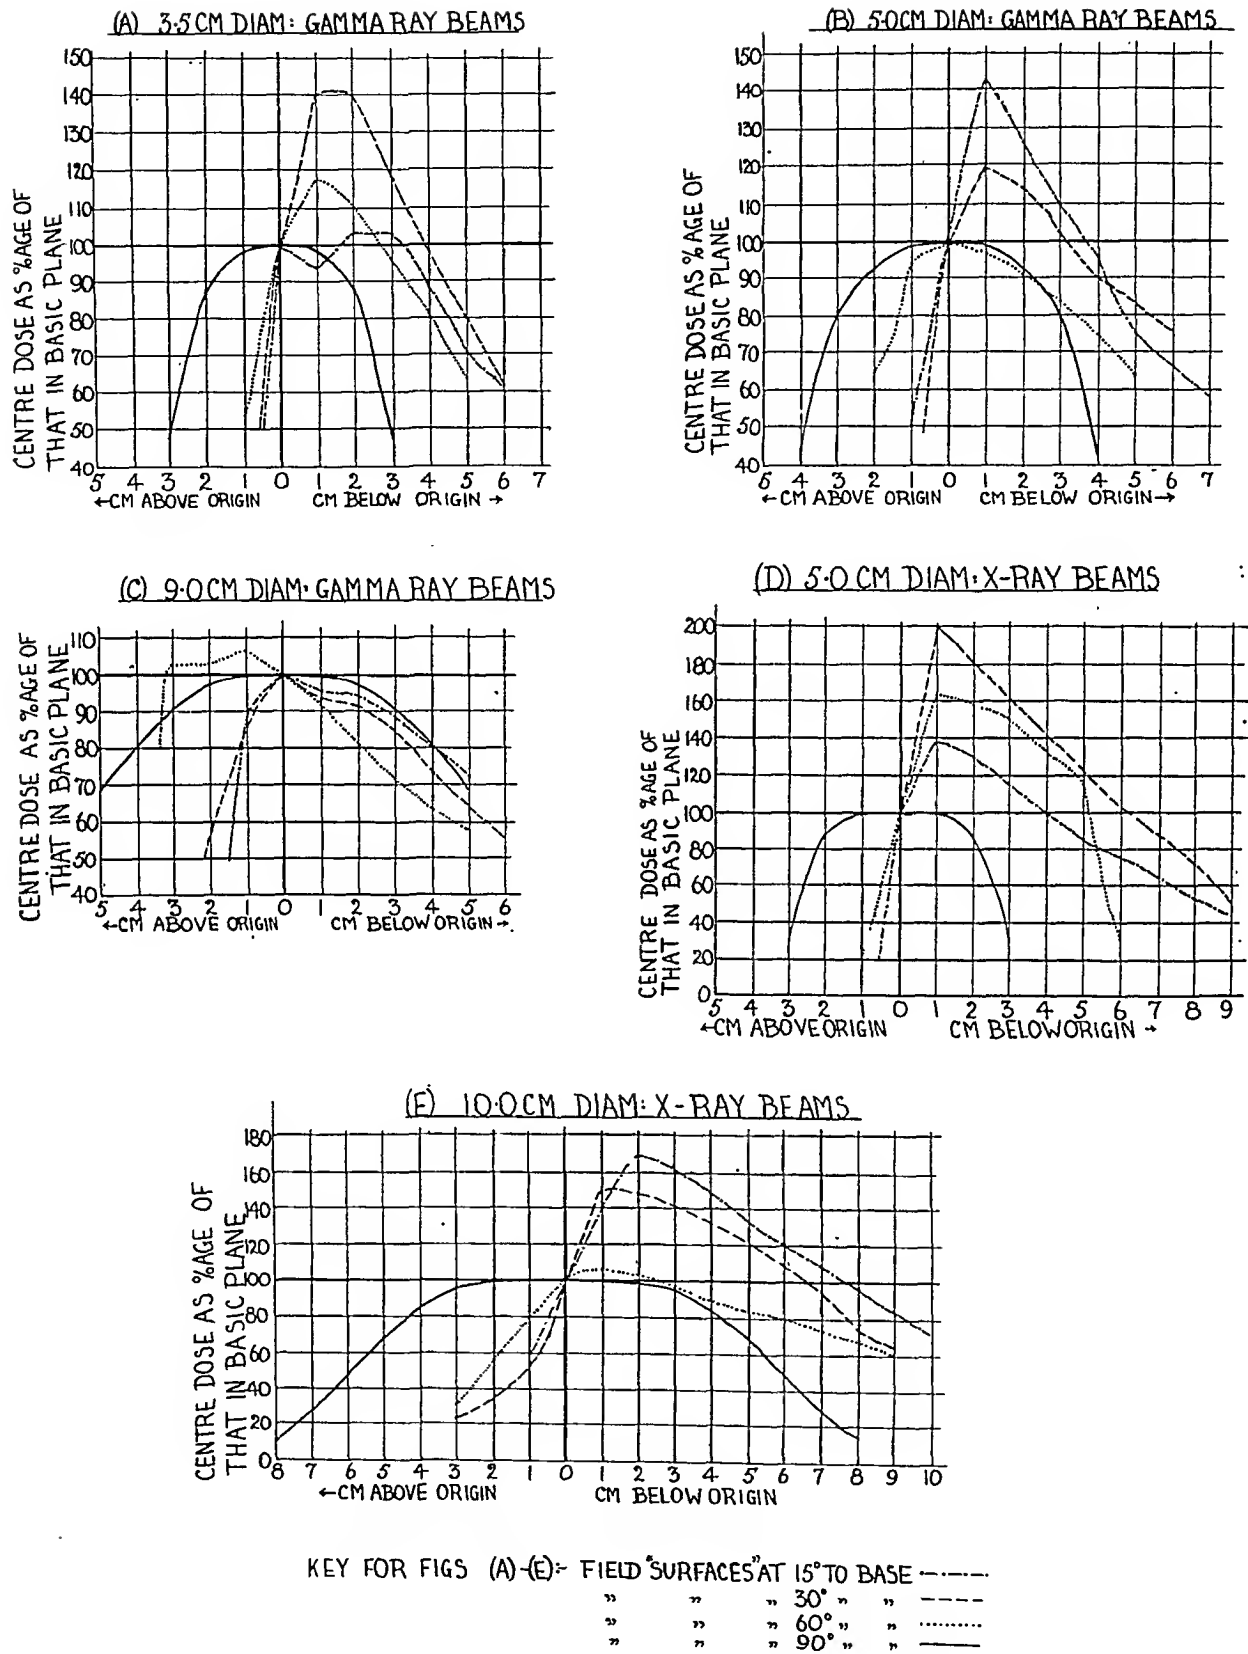 (A) 3·5 CM DIAM: GAMMA RAY BEAMS
150
140
130
120
110
100
90
80
70
60
50
40
CENTRE DOSE AS %AGE OF
THAT IN BASIC PLANE
5 4 3 2 1 0 1 2 3 4 5 6 7
←CM ABOVE ORIGIN CM BELOW ORIGIN →
(B) 5·0CM DIAM: GAMMA RAY BEAMS
150
140
130
120
110
100
90
80
70
60
50
40
CENTRE DOSE AS %AGE OF
THAT IN BASIC PLANE
5 4 3 2 1 0 1 2 3 4 5 6 7
←CM ABOVE ORIGIN CM BELOW ORIGIN→
(C) 9·0CM DIAM: GAMMA RAY BEAMS
110
100
90
80
70
60
50
40
CENTRE DOSE AS %AGE OF
THAT IN BASIC PLANE
5 4 3 2 1 0 1 2 3 4 5 6
←CM ABOVE ORIGIN CM BELOW ORIGIN→
(D) 5·0 CM DIAM: X-RAY BEAMS
200
180
160
140
120
100
80
60
40
20
0
CENTRE DOSE AS %AGE OF
THAT IN BASIC PLANE
5 4 3 2 1 0 1 2 3 4 5 6 7 8 9
←CM ABOVE ORIGIN CM BELOW ORIGIN →
(E) 10·0 CM DIAM: X-RAY BEAMS
180
160
140
120
100
80
60
40
20
0
CENTRE DOSE AS %AGE OF
THAT IN BASIC PLANE
8 7 6 5 4 3 2 1 0 1 2 3 4 5 6 7 8 9 10
←CM ABOVE ORIGIN CM BELOW ORIGIN
KEY FOR FIGS (A)-(E):- FIELD "SURFACES" AT 15° TO BASE
" " " 30° " "
" " " 60° " "
" " " 90° " "